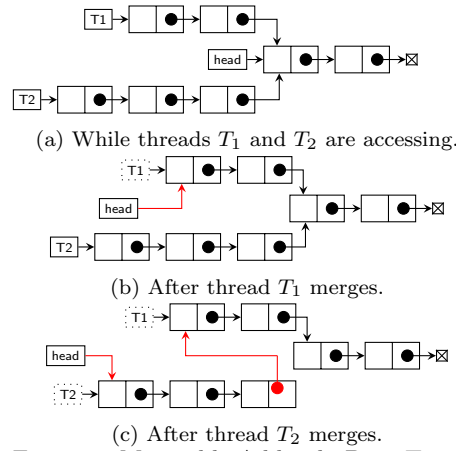 T1
head
T2
(a) While threads T₁ and T₂ are accessing.
T1
head
T2
(b) After thread T₁ merges.
T1
head
T2
(c) After thread T₂ merges.